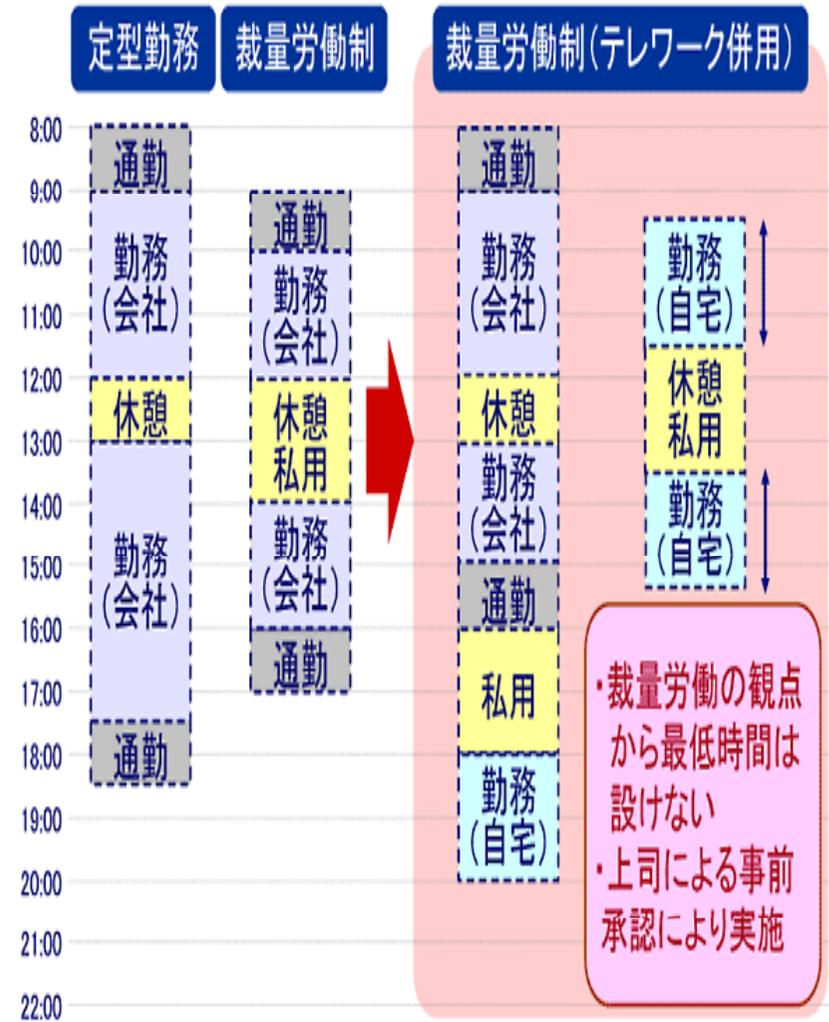 定型勤務
裁量労働制
裁量労働制（テレワーク併用）
8:00
9:00
10:00
11:00
12:00
13:00
14:00
15:00
16:00
17:00
18:00
19:00
20:00
21:00
22:00
通勤
勤務
（会社）
休憩
勤務
（会社）
通勤
通勤
勤務
（会社）
休憩
私用
勤務
（会社）
通勤
通勤
勤務
（会社）
休憩
勤務
（会社）
通勤
私用
勤務
（自宅）
勤務
（自宅）
休憩
私用
勤務
（自宅）
・裁量労働の観点
から最低時間は
設けない
・上司による事前
承認により実施